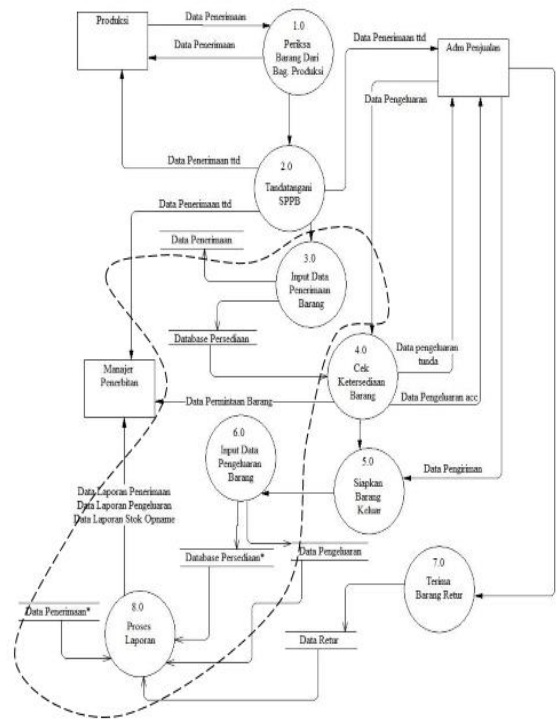 Produksi
Data Penerimaan
1.0
Periksa
Barang Dari
Bag. Produksi
Data Penerimaan
Data Penerimaan ttd
Adm Penjualan
Data Pengeluaran
Data Penerimaan ttd
2.0
Tandatangani
SPPB
Data Penerimaan ttd
Data Penerimaan
3.0
Input Data
Penerimaan
Barang
Database Persediaan
4.0
Cek
Ketersediaan
Barang
Data pengeluaran
tunda
Manajer
Penerbitan
Data Permintaan Barang
Data Pengeluaran acc
6.0
Input Data
Pengeluaran
Barang
5.0
Siapkan
Barang
Keluar
Data Pengiriman
Data Laporan Penerimaan
Data Laporan Pengeluaran
Data Laporan Stok Opname
Database Persediaan*
Data Pengeluaran
7.0
Terima
Barang Retur
Data Penerimaan*
8.0
Proses
Laporan
Data Retur